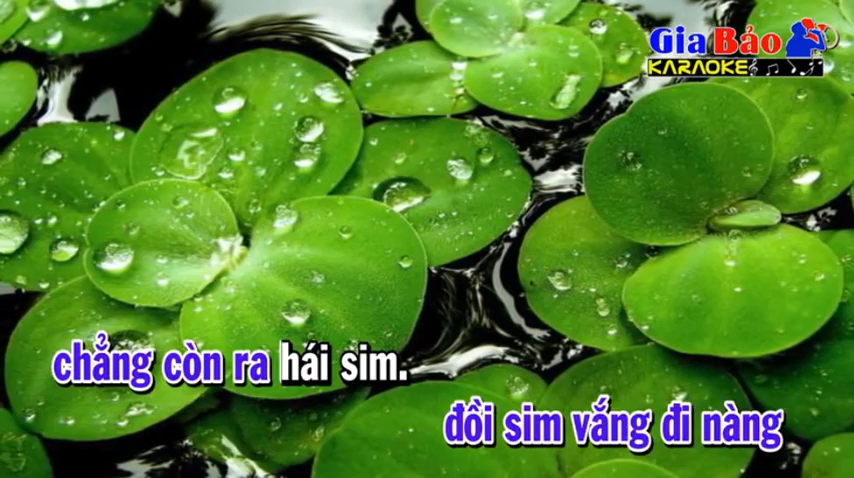 Gia Bảo
KARAOKE
chẳng còn ra hái sim.
đồi sim vắng đi nàng